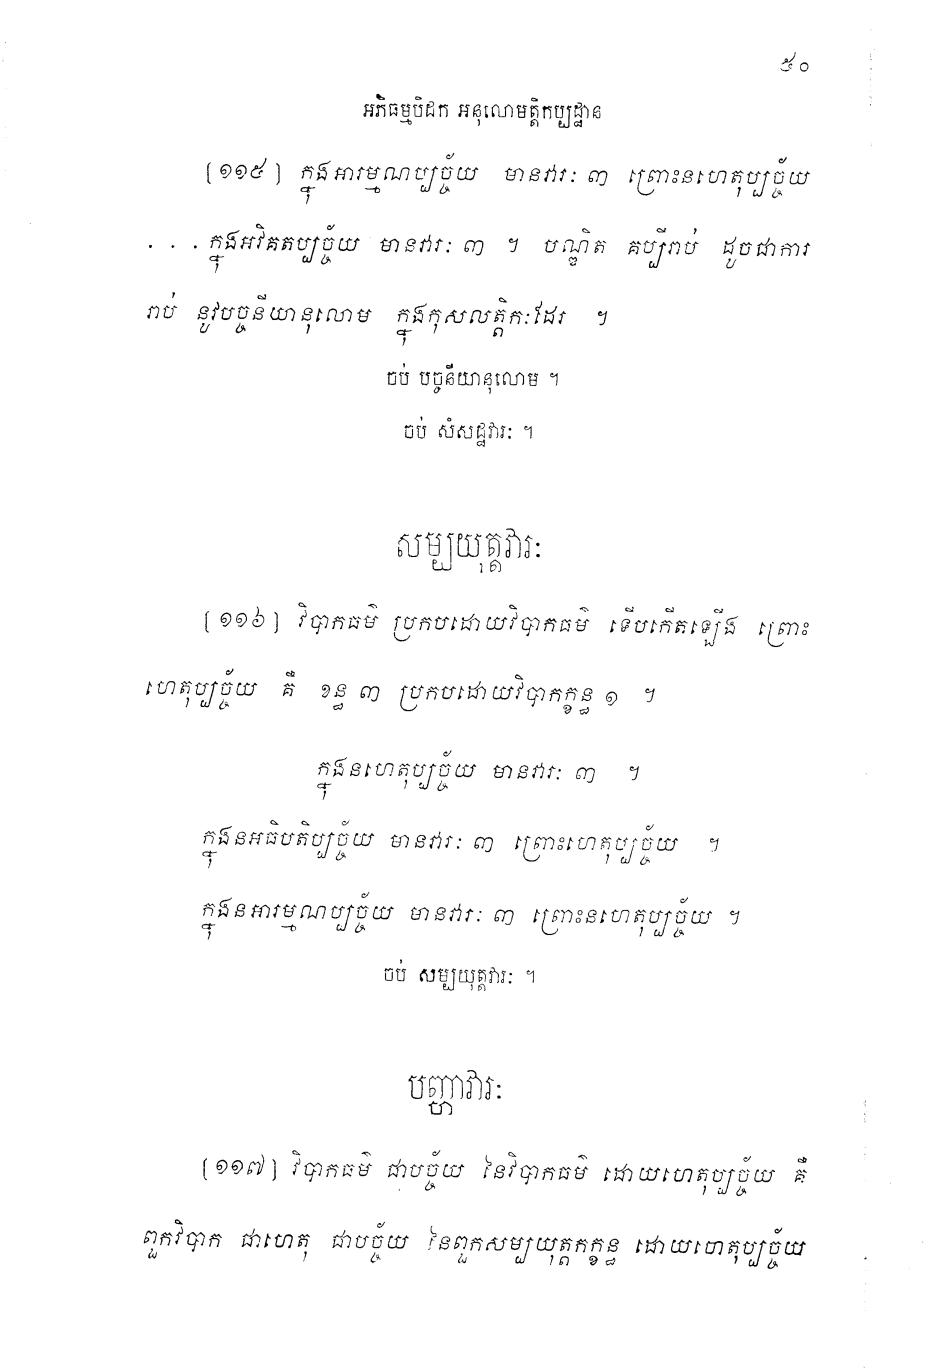 ៥០
អភិធម្មបិដក អនុលោមត្តិកប្បដ្ឋាន
[១១៥] ក្នុងអារម្មណប្បច្ច័យ មានវារៈ ៣ ព្រោះនហេតុប្បច្ច័យ
. . . ក្នុងអវិគតប្បច្ច័យ មានវារៈ ៣ ។ បណ្ឌិត គប្បីរាប់ ដូចជាការ
រាប់ នូវបច្ចនីយានុលោម ក្នុងកុសលត្តិកៈដែរ ។
ចប់ បច្ចនីយានុលោម ។
ចប់ សំសដ្ឋវារៈ ។
សម្បយុត្តវារៈ
[១១៦] វិបាកធម៌ ប្រកបដោយវិបាកធម៌ ទើបកើតឡើង ព្រោះ
ហេតុប្បច្ច័យ គឺ ខន្ធ ៣ ប្រកបដោយវិបាកក្ខន្ធ ១ ។
ក្នុងនហេតុប្បច្ច័យ មានវារៈ ៣ ។
ក្នុងនអធិបតិប្បច្ច័យ មានវារៈ ៣ ព្រោះហេតុប្បច្ច័យ ។
ក្នុងនអារម្មណប្បច្ច័យ មានវារៈ ៣ ព្រោះនហេតុប្បច្ច័យ ។
ចប់ សម្បយុត្តវារៈ ។
បញ្ហាវារៈ
[១១៧] វិបាកធម៌ ជាបច្ច័យ នៃវិបាកធម៌ ដោយហេតុប្បច្ច័យ គឺ
ពួកវិបាក ជាហេតុ ជាបច្ច័យ នៃពួកសម្បយុត្តកក្ខន្ធ ដោយហេតុប្បច្ច័យ